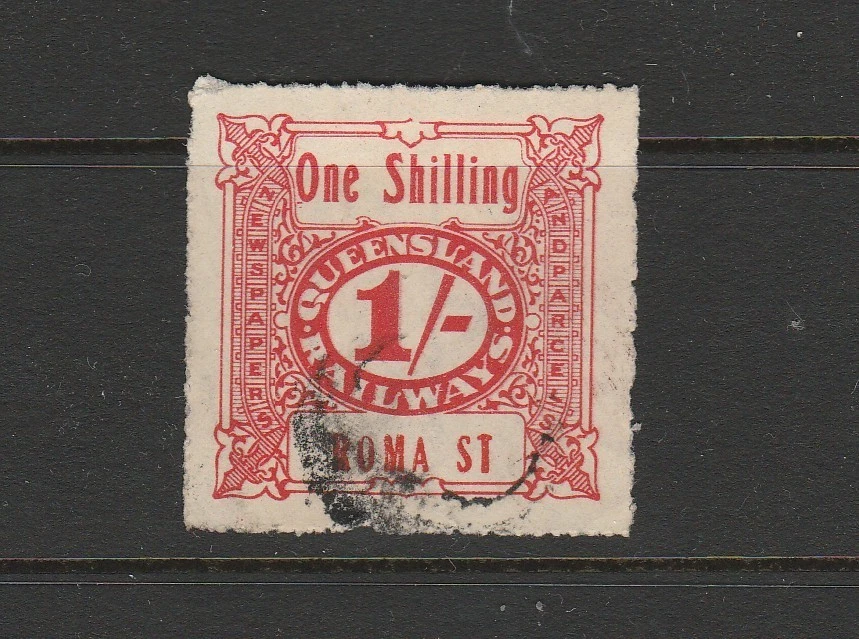 One Shilling
NEWSPAPERS
AND PARCELS
QUEENSLAND
1/-
RAILWAYS
ROMA ST